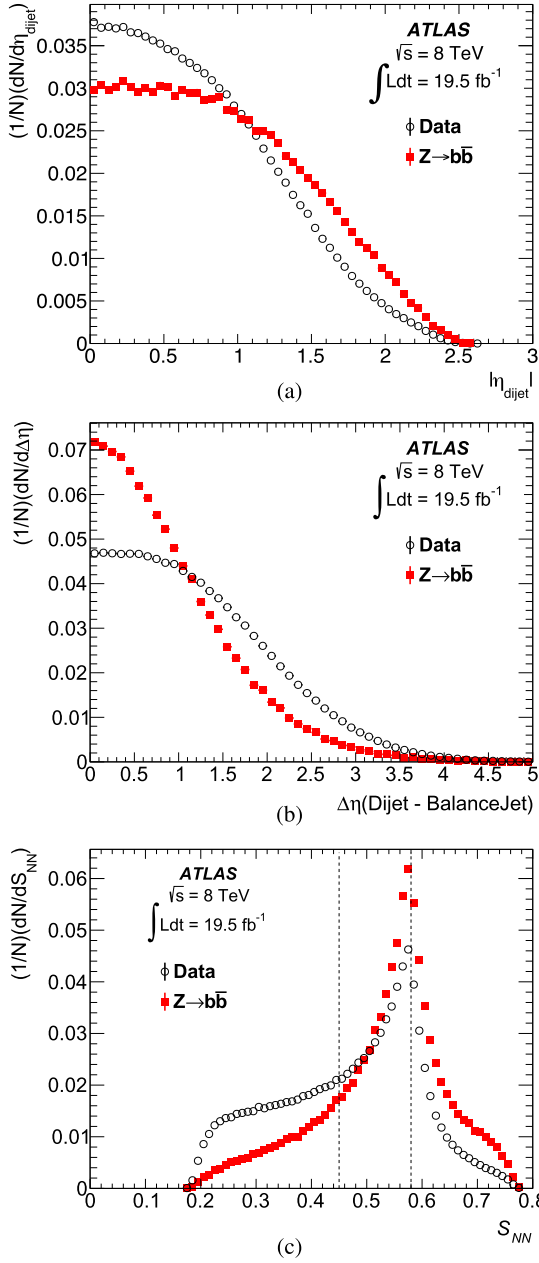 (1/N)(dN/dη_dijet)
0.035
0.03
0.025
0.02
0.015
0.01
0.005
0
ATLAS
√s = 8 TeV
∫ Ldt = 19.5 fb⁻¹
Data
Z→bb̅
0 0.5 1 1.5 2 2.5 3
|η_dijet|
(a)
(1/N)(dN/dΔη)
0.07
0.06
0.05
0.04
0.03
0.02
0.01
0
ATLAS
√s = 8 TeV
∫ Ldt = 19.5 fb⁻¹
Data
Z→bb̅
0 0.5 1 1.5 2 2.5 3 3.5 4 4.5 5
Δη(Dijet - BalanceJet)
(b)
(1/N)(dN/dS_NN)
0.06
0.05
0.04
0.03
0.02
0.01
0
ATLAS
√s = 8 TeV
∫ Ldt = 19.5 fb⁻¹
Data
Z→bb̅
0 0.1 0.2 0.3 0.4 0.5 0.6 0.7 0.8
S_NN
(c)